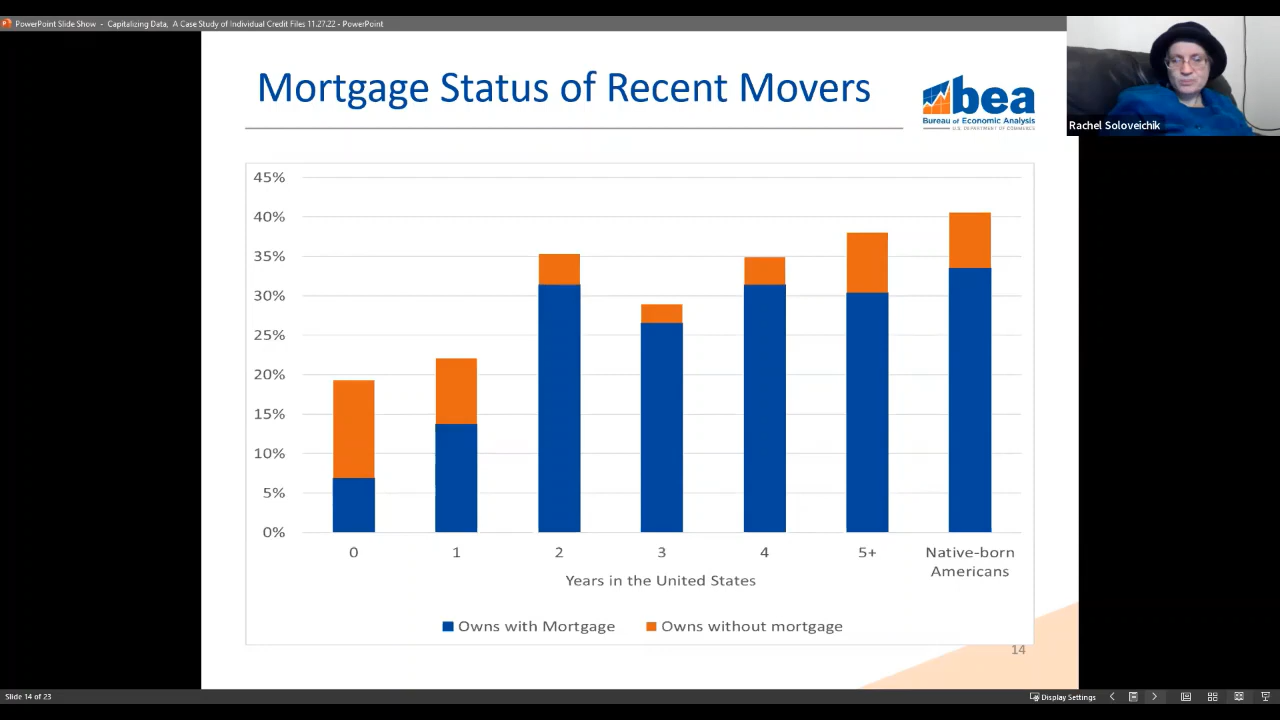 PowerPoint Slide Show - Capitalizing Data, A Case Study of Individual Credit Files 11.27.22 - PowerPoint
Mortgage Status of Recent Movers
bea
Bureau of Economic Analysis
U.S. DEPARTMENT OF COMMERCE
Rachel Soloveichik
45%
40%
35%
30%
25%
20%
15%
10%
5%
0%
0 1 2 3 4 5+ Native-born
Americans
Years in the United States
Owns with Mortgage Owns without mortgage
14
Slide 14 of 23
Display Settings